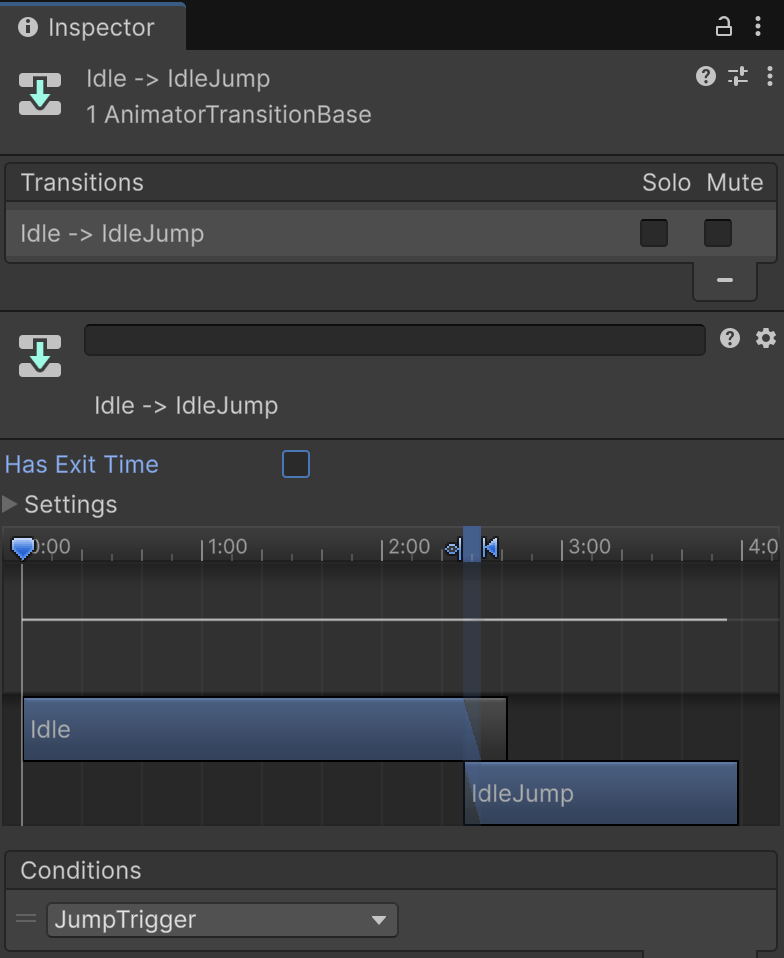 Inspector
Idle -> IdleJump
1 AnimatorTransitionBase
Transitions Solo Mute
Idle -> IdleJump
Idle -> IdleJump
Has Exit Time
Settings
0:00 1:00 2:00 3:00 4:0
Idle
IdleJump
Conditions
JumpTrigger